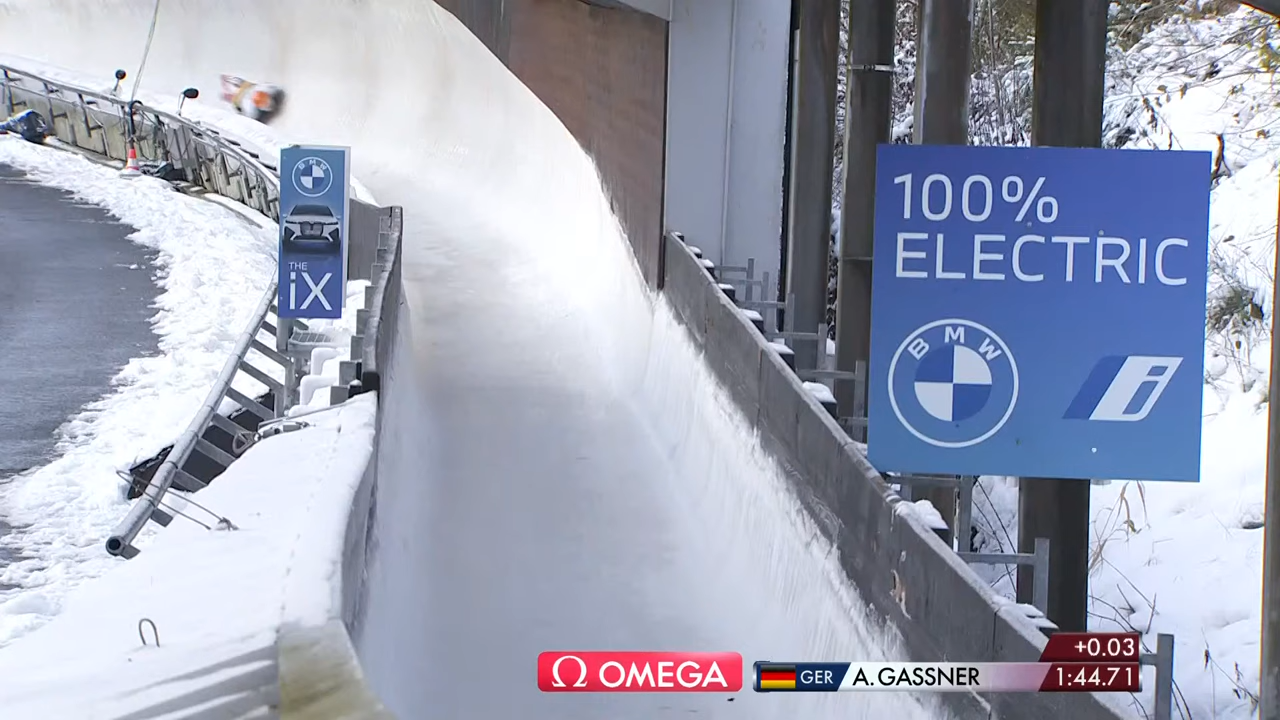 BMW
THE
iX
100%
ELECTRIC
BMW
i
Ω OMEGA
GER A. GASSNER
+0.03
1:44.71